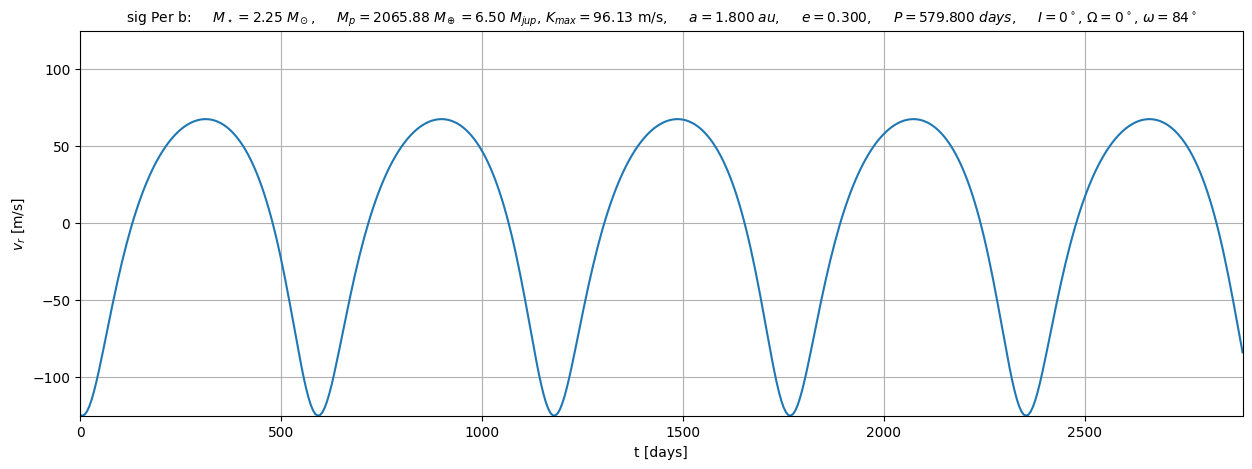 sig Per b: M⋆ = 2.25 M⊙, Mp = 2065.88 M⊕ = 6.50 Mjup, Kmax = 96.13 m/s, a = 1.800 au, e = 0.300, P = 579.800 days, I = 0°, Ω = 0°, ω = 84°
100
50
0
−50
−100
vr [m/s]
0 500 1000 1500 2000 2500
t [days]